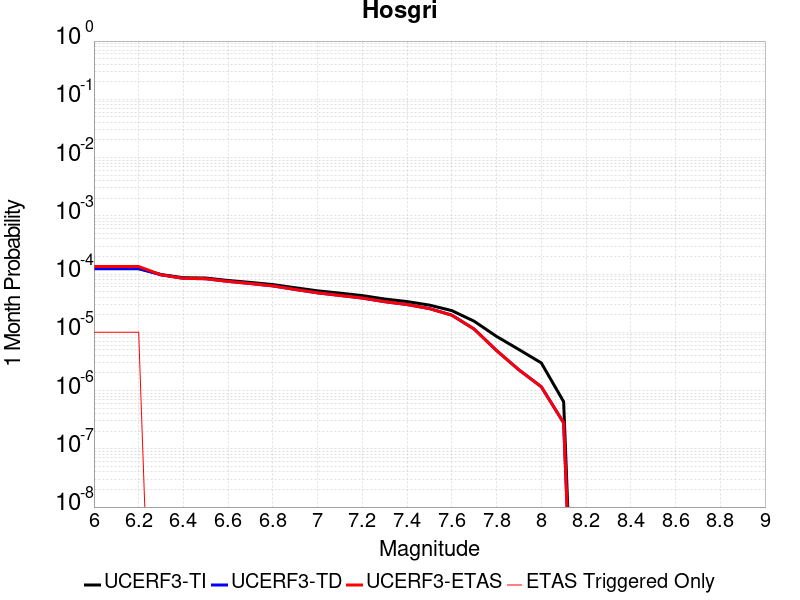 Hosgri
10^0
10^-1
10^-2
10^-3
10^-4
10^-5
10^-6
10^-7
10^-8
1 Month Probability
6 6.2 6.4 6.6 6.8 7 7.2 7.4 7.6 7.8 8 8.2 8.4 8.6 8.8 9
Magnitude
UCERF3-TI UCERF3-TD UCERF3-ETAS ETAS Triggered Only